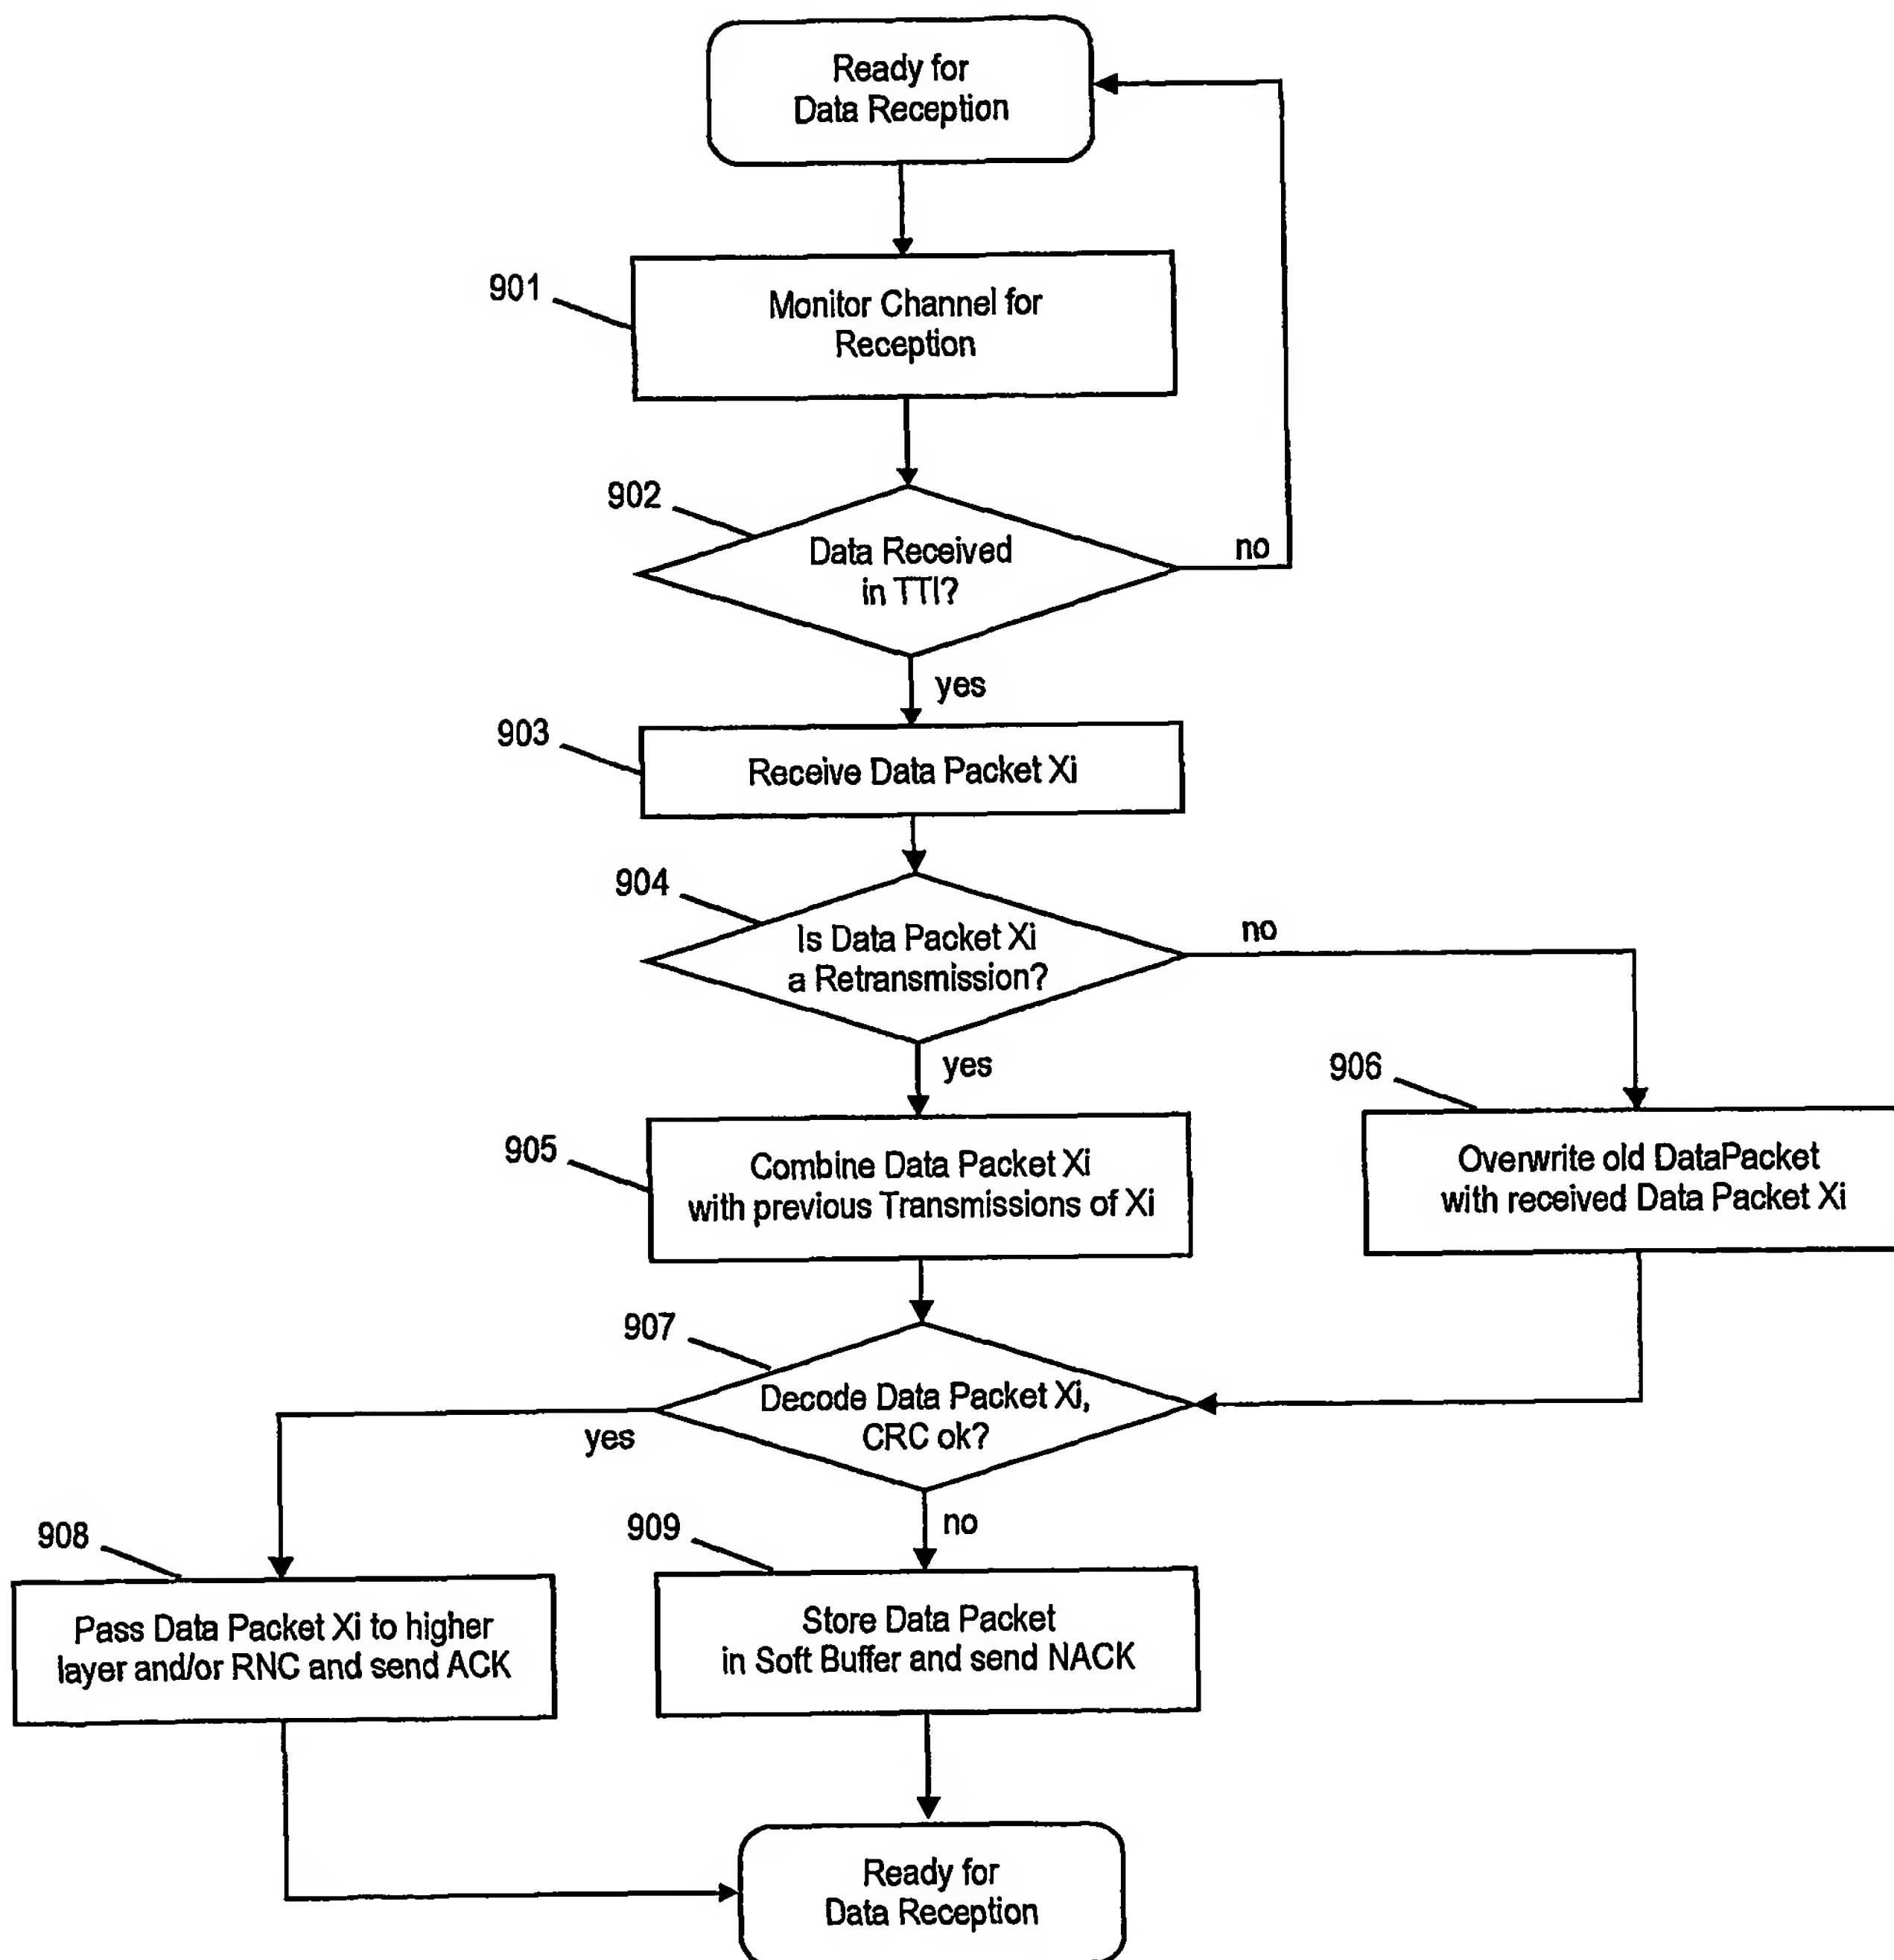 Ready for
Data Reception
901
Monitor Channel for
Reception
902
Data Received
in TTI?
no
yes
903
Receive Data Packet Xi
904
Is Data Packet Xi
a Retransmission?
no
yes
905
Combine Data Packet Xi
with previous Transmissions of Xi
906
Overwrite old DataPacket
with received Data Packet Xi
907
Decode Data Packet Xi,
CRC ok?
yes
no
908
Pass Data Packet Xi to higher
layer and/or RNC and send ACK
909
Store Data Packet
in Soft Buffer and send NACK
Ready for
Data Reception